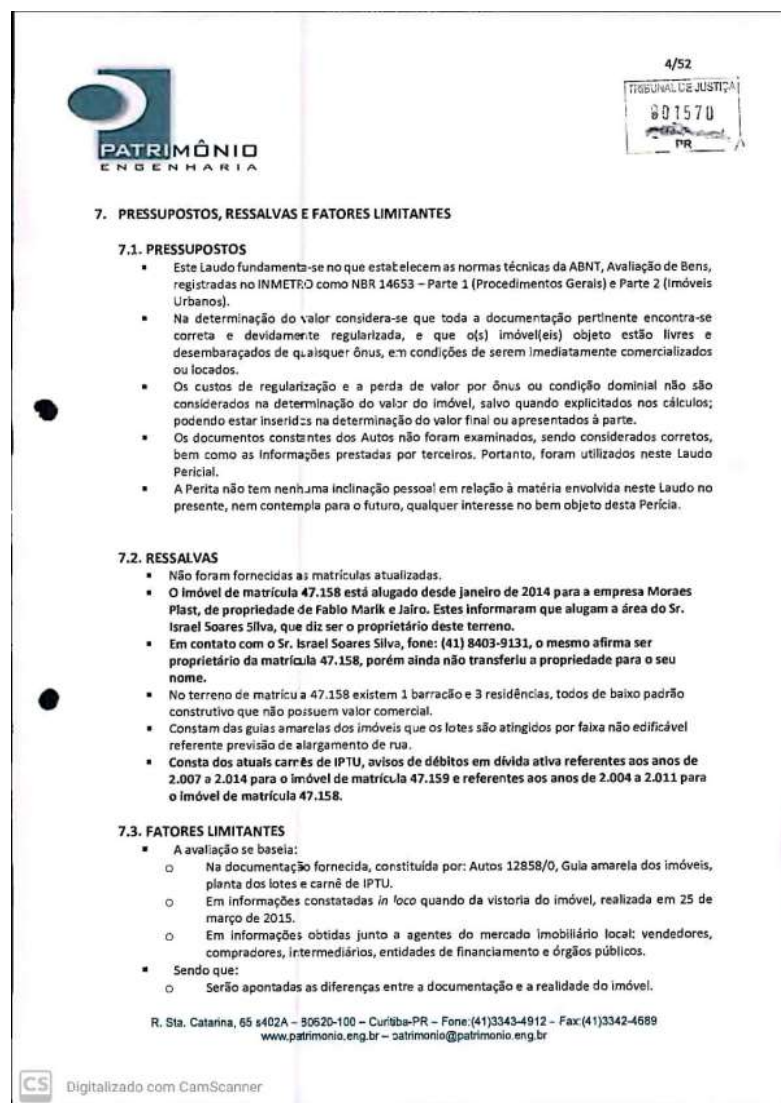 4/52
TRIBUNAL DE JUSTIÇA
001570
PR
PATRIMÔNIO
ENGENHARIA
7. PRESSUPOSTOS, RESSALVAS E FATORES LIMITANTES
7.1. PRESSUPOSTOS
▪ Este Laudo fundamenta-se no que estabelecem as normas técnicas da ABNT, Avaliação de Bens,
registradas no INMETRO como NBR 14653 – Parte 1 (Procedimentos Gerais) e Parte 2 (Imóveis
Urbanos).
▪ Na determinação do valor considera-se que toda a documentação pertinente encontra-se
correta e devidamente regularizada, e que o(s) imóvel(eis) objeto estão livres e
desembaraçados de quaisquer ônus, em condições de serem imediatamente comercializados
ou locados.
▪ Os custos de regularização e a perda de valor por ônus ou condição dominial não são
considerados na determinação do valor do imóvel, salvo quando explicitados nos cálculos;
podendo estar inseridos na determinação do valor final ou apresentados à parte.
▪ Os documentos constantes dos Autos não foram examinados, sendo considerados corretos,
bem como as informações prestadas por terceiros. Portanto, foram utilizados neste Laudo
Pericial.
▪ A Perita não tem nenhuma inclinação pessoal em relação à matéria envolvida neste Laudo no
presente, nem contempla para o futuro, qualquer interesse no bem objeto desta Perícia.
7.2. RESSALVAS
▪ Não foram fornecidas as matrículas atualizadas.
▪ O imóvel de matrícula 47.158 está alugado desde janeiro de 2014 para a empresa Moraes
Plast, de propriedade de Fabio Marik e Jairo. Estes informaram que alugam a área do Sr.
Israel Soares Silva, que diz ser o proprietário deste terreno.
▪ Em contato com o Sr. Israel Soares Silva, fone: (41) 8403-9131, o mesmo afirma ser
proprietário da matrícula 47.158, porém ainda não transferiu a propriedade para o seu
nome.
▪ No terreno de matrícula 47.158 existem 1 barracão e 3 residências, todos de baixo padrão
construtivo que não possuem valor comercial.
▪ Constam das guias amarelas dos imóveis que os lotes são atingidos por faixa não edificável
referente previsão de alargamento de rua.
▪ Consta dos atuais carnês de IPTU, avisos de débitos em dívida ativa referentes aos anos de
2.007 a 2.014 para o imóvel de matrícula 47.159 e referentes aos anos de 2.004 a 2.011 para
o imóvel de matrícula 47.158.
7.3. FATORES LIMITANTES
▪ A avaliação se baseia:
o Na documentação fornecida, constituída por: Autos 12858/0, Guia amarela dos imóveis,
planta dos lotes e carnê de IPTU.
o Em informações constatadas in loco quando da vistoria do imóvel, realizada em 25 de
março de 2015.
o Em informações obtidas junto a agentes do mercado imobiliário local: vendedores,
compradores, intermediários, entidades de financiamento e órgãos públicos.
▪ Sendo que:
o Serão apontadas as diferenças entre a documentação e a realidade do imóvel.
R. Sta. Catarina, 65 s402A – 80620-100 – Curitiba-PR – Fone:(41)3343-4912 – Fax:(41)3342-4689
www.patrimonio.eng.br – patrimonio@patrimonio.eng.br
CS Digitalizado com CamScanner